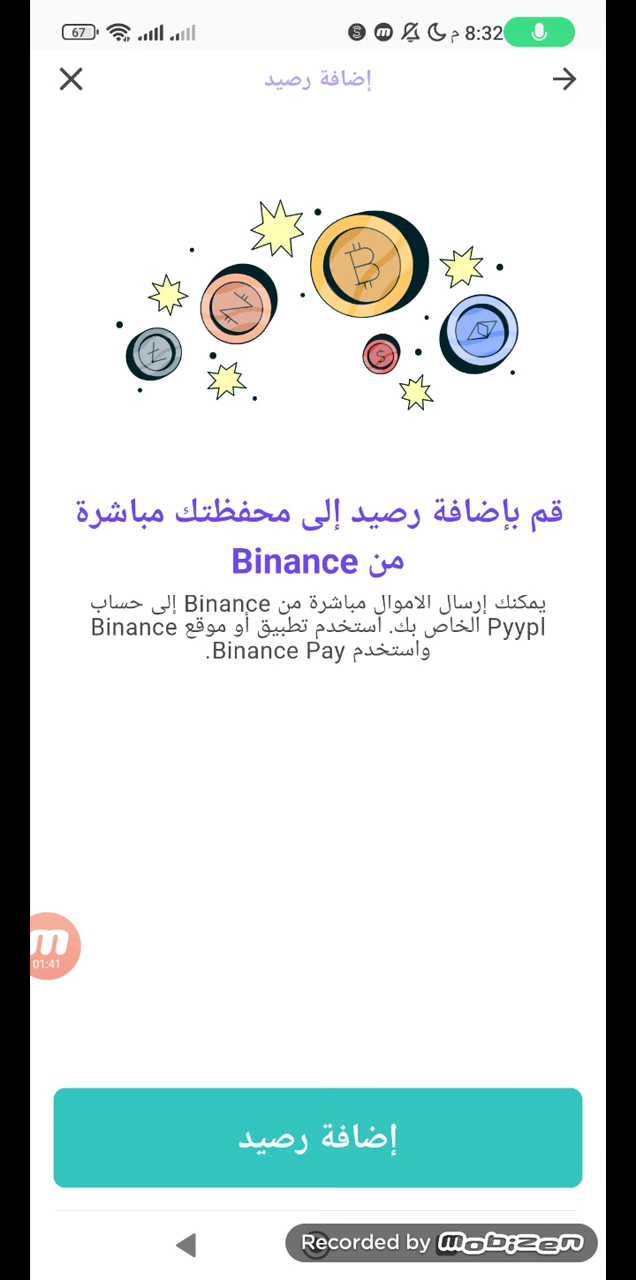 67
8:32 م
إضافة رصيد
قم بإضافة رصيد إلى محفظتك مباشرة
من Binance
يمكنك إرسال الاموال مباشرة من Binance إلى حساب
Pyypl الخاص بك. استخدم تطبيق أو موقع Binance
واستخدم Binance Pay.
m
01:41
إضافة رصيد
Recorded by mobizen